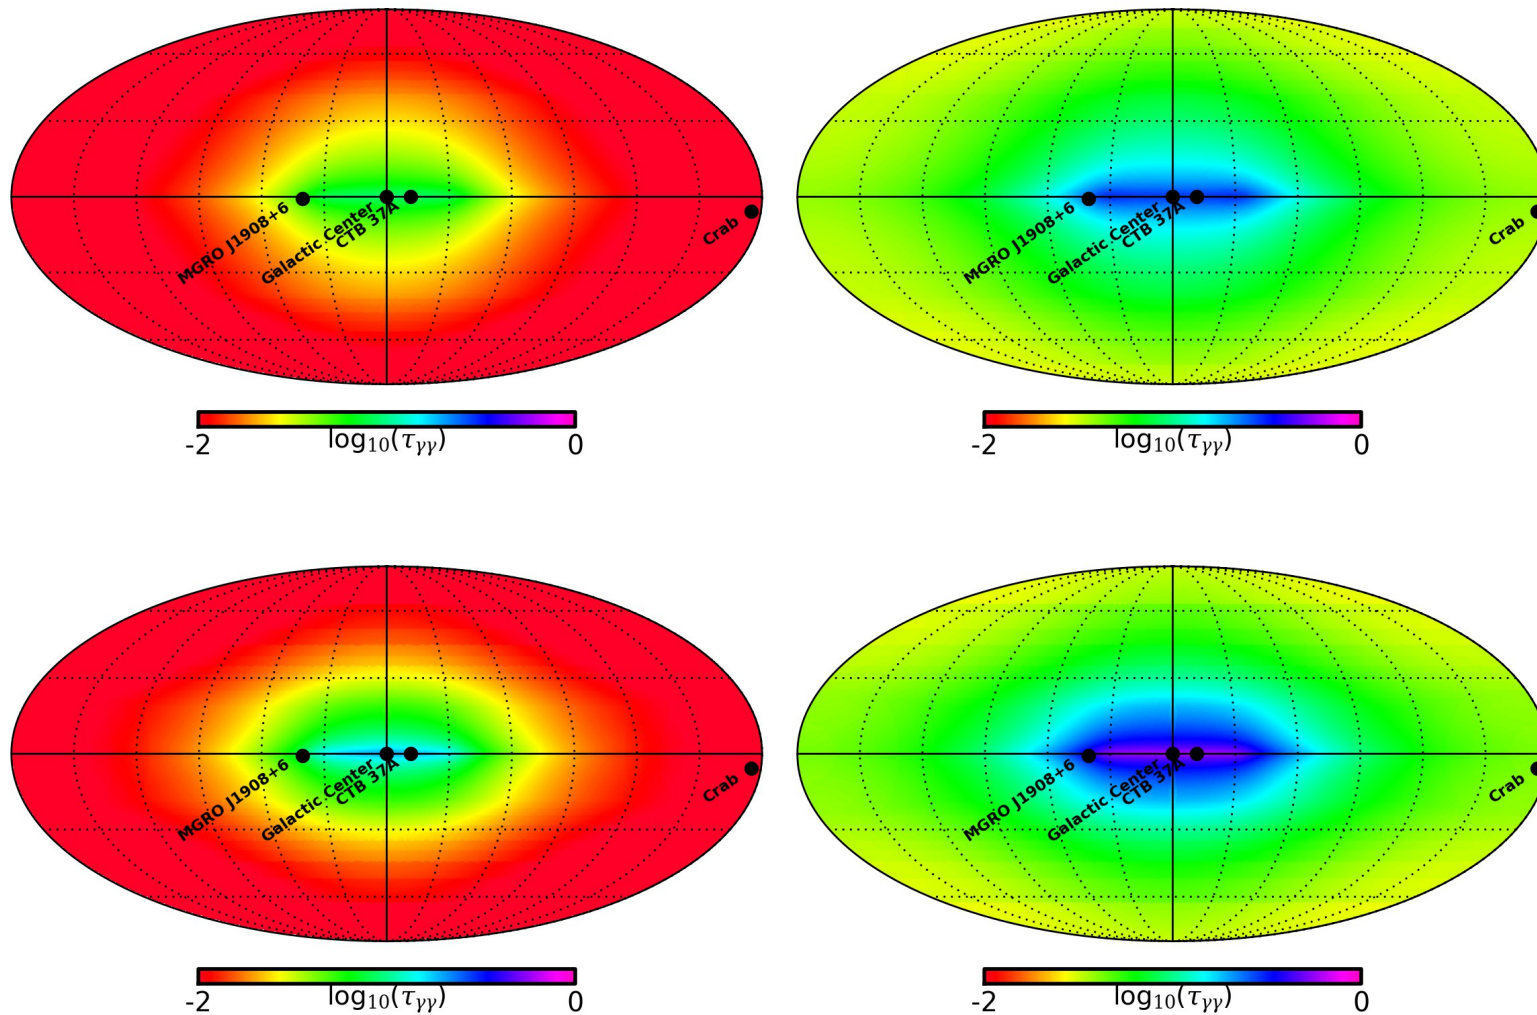 MGRO J1908+6
Galactic Center
CTB 37A
Crab
-2 log₁₀(τγγ) 0
MGRO J1908+6
Galactic Center
CTB 37A
Crab
-2 log₁₀(τγγ) 0
MGRO J1908+6
Galactic Center
CTB 37A
Crab
-2 log₁₀(τγγ) 0
MGRO J1908+6
Galactic Center
CTB 37A
Crab
-2 log₁₀(τγγ) 0